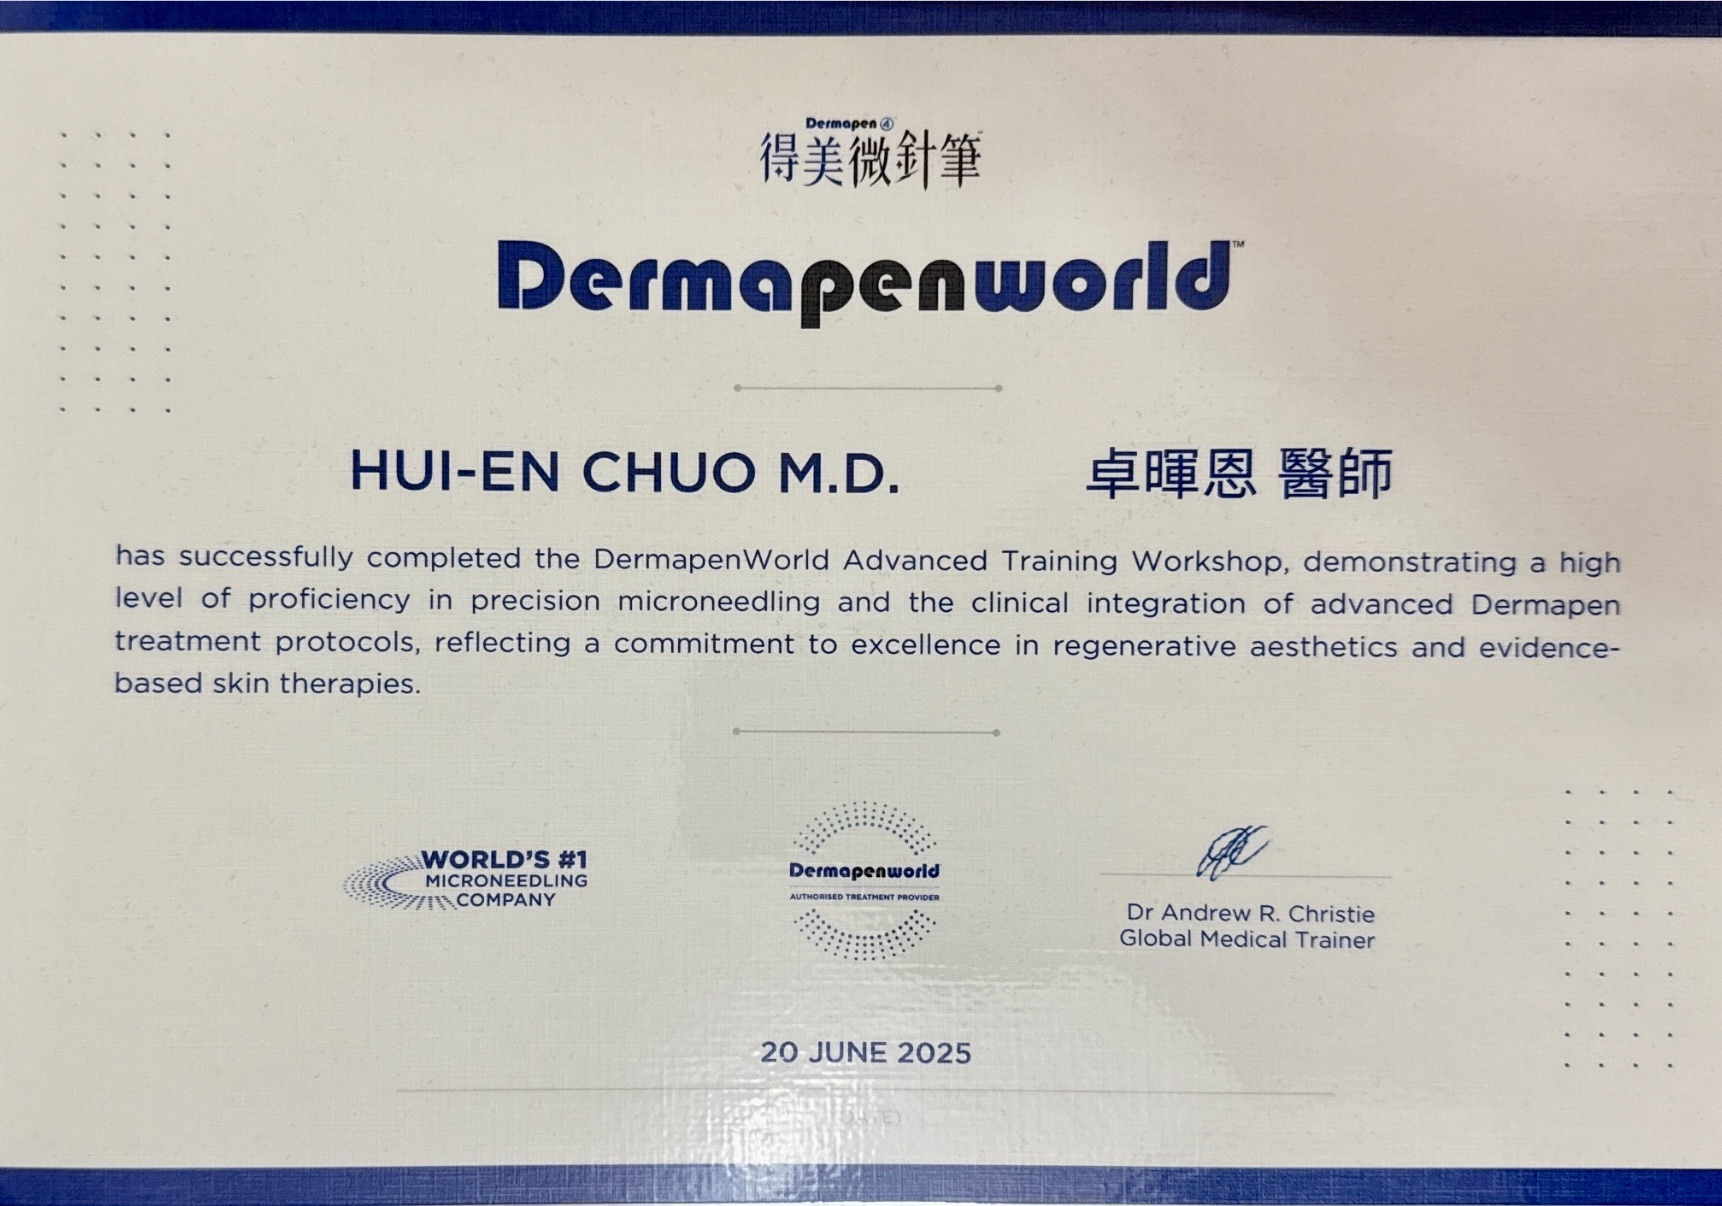 Dermapen 4
得美微針筆
Dermapenworld™
HUI-EN CHUO M.D. 卓暉恩 醫師
has successfully completed the DermapenWorld Advanced Training Workshop, demonstrating a high
level of proficiency in precision microneedling and the clinical integration of advanced Dermapen
treatment protocols, reflecting a commitment to excellence in regenerative aesthetics and evidence-
based skin therapies.
WORLD'S #1
MICRONEEDLING
COMPANY
Dermapenworld
AUTHORISED TREATMENT PROVIDER
Dr Andrew R. Christie
Global Medical Trainer
20 JUNE 2025